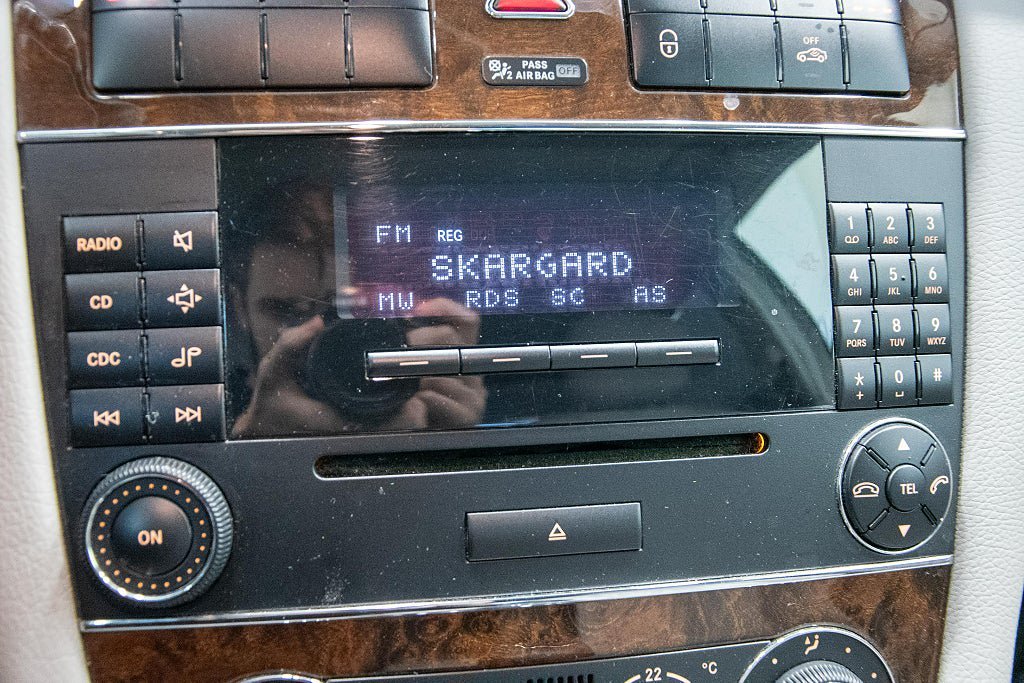 PASS
2 AIR BAG OFF
OFF
FM REG
SKARGARD
MW RDS SC AS
RADIO
CD
CDC
ON
1
2 ABC
3 DEF
4 GHI
5 JKL
6 MNO
7 PQRS
8 TUV
9 WXYZ
* +
0
#
TEL
22 °C